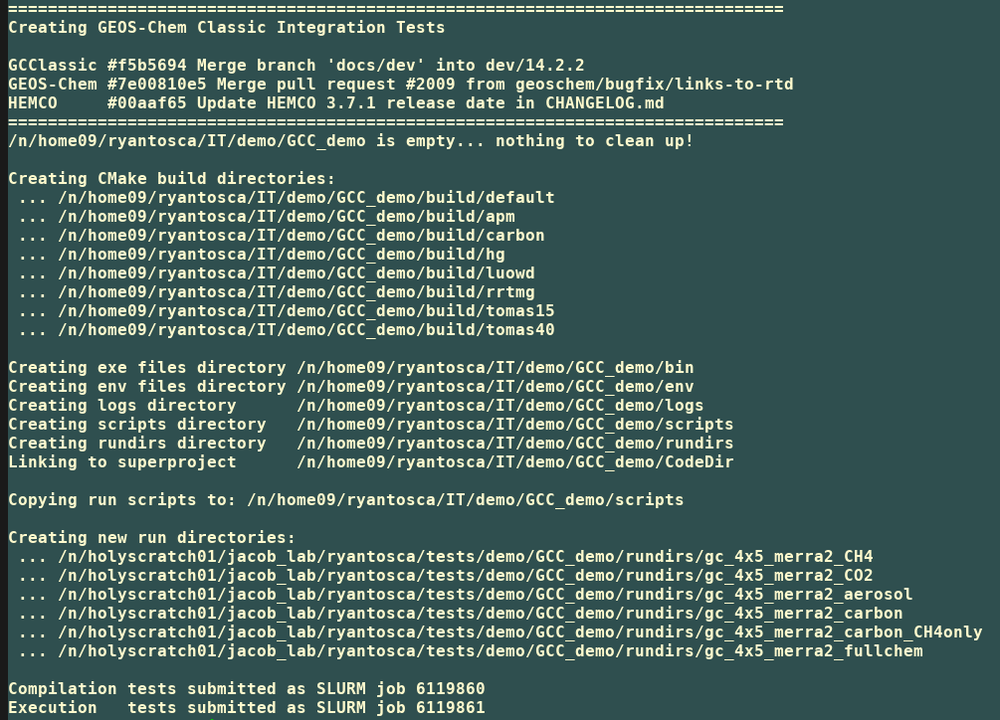 ==============================================================================
Creating GEOS-Chem Classic Integration Tests
GCClassic #f5b5694 Merge branch 'docs/dev' into dev/14.2.2
GEOS-Chem #7e00810e5 Merge pull request #2009 from geoschem/bugfix/links-to-rtd
HEMCO     #00aaf65 Update HEMCO 3.7.1 release date in CHANGELOG.md
==============================================================================
/n/home09/ryantosca/IT/demo/GCC_demo is empty... nothing to clean up!
Creating CMake build directories:
 ... /n/home09/ryantosca/IT/demo/GCC_demo/build/default
 ... /n/home09/ryantosca/IT/demo/GCC_demo/build/apm
 ... /n/home09/ryantosca/IT/demo/GCC_demo/build/carbon
 ... /n/home09/ryantosca/IT/demo/GCC_demo/build/hg
 ... /n/home09/ryantosca/IT/demo/GCC_demo/build/luowd
 ... /n/home09/ryantosca/IT/demo/GCC_demo/build/rrtmg
 ... /n/home09/ryantosca/IT/demo/GCC_demo/build/tomas15
 ... /n/home09/ryantosca/IT/demo/GCC_demo/build/tomas40
Creating exe files directory /n/home09/ryantosca/IT/demo/GCC_demo/bin
Creating env files directory /n/home09/ryantosca/IT/demo/GCC_demo/env
Creating logs directory      /n/home09/ryantosca/IT/demo/GCC_demo/logs
Creating scripts directory   /n/home09/ryantosca/IT/demo/GCC_demo/scripts
Creating rundirs directory   /n/home09/ryantosca/IT/demo/GCC_demo/rundirs
Linking to superproject      /n/home09/ryantosca/IT/demo/GCC_demo/CodeDir
Copying run scripts to: /n/home09/ryantosca/IT/demo/GCC_demo/scripts
Creating new run directories:
 ... /n/holyscratch01/jacob_lab/ryantosca/tests/demo/GCC_demo/rundirs/gc_4x5_merra2_CH4
 ... /n/holyscratch01/jacob_lab/ryantosca/tests/demo/GCC_demo/rundirs/gc_4x5_merra2_CO2
 ... /n/holyscratch01/jacob_lab/ryantosca/tests/demo/GCC_demo/rundirs/gc_4x5_merra2_aerosol
 ... /n/holyscratch01/jacob_lab/ryantosca/tests/demo/GCC_demo/rundirs/gc_4x5_merra2_carbon
 ... /n/holyscratch01/jacob_lab/ryantosca/tests/demo/GCC_demo/rundirs/gc_4x5_merra2_carbon_CH4only
 ... /n/holyscratch01/jacob_lab/ryantosca/tests/demo/GCC_demo/rundirs/gc_4x5_merra2_fullchem
Compilation tests submitted as SLURM job 6119860
Execution   tests submitted as SLURM job 6119861